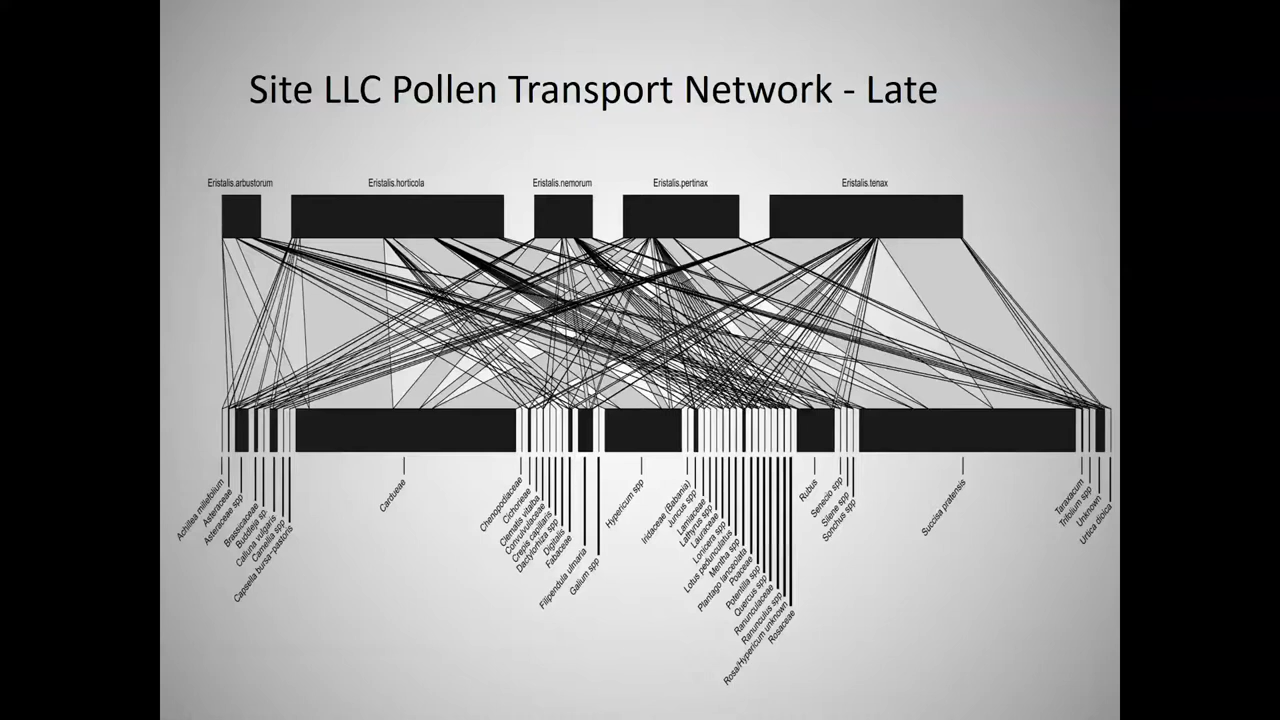 Site LLC Pollen Transport Network - Late
Eristalis.arbustorum
Eristalis.horticola
Eristalis.nemorum
Eristalis.pertinax
Eristalis.tenax
Achillea millefolium
Asteraceae
Asteraceae spp
Brassicaceae
Buddleja sp.
Calluna vulgaris
Camellia spp
Capsella bursa-pastoris
Cardueae
Chenopodiaceae
Cichorieae
Clematis vitalba
Convulvulaceae
Crepis capillaris
Dactylorhiza spp
Digitalis
Fabaceae
Filipendula ulmaria
Galium spp
Hypericum spp
Iridaceae (Babania)
Juncus spp
Lamiaceae
Lathyrus spp
Lauraceae
Lonicera spp
Lotus pedunculatus
Mentha spp
Plantago lanceolata
Poaceae
Potentilla spp
Quercus spp
Ranunculaceae
Ranunculus spp
Rosa/Hypericum unknown
Rosaceae
Rubus
Senecio spp
Silene spp
Sonchus spp
Succisa pratensis
Taraxacum
Trifolium spp
Unknown
Urtica dioica